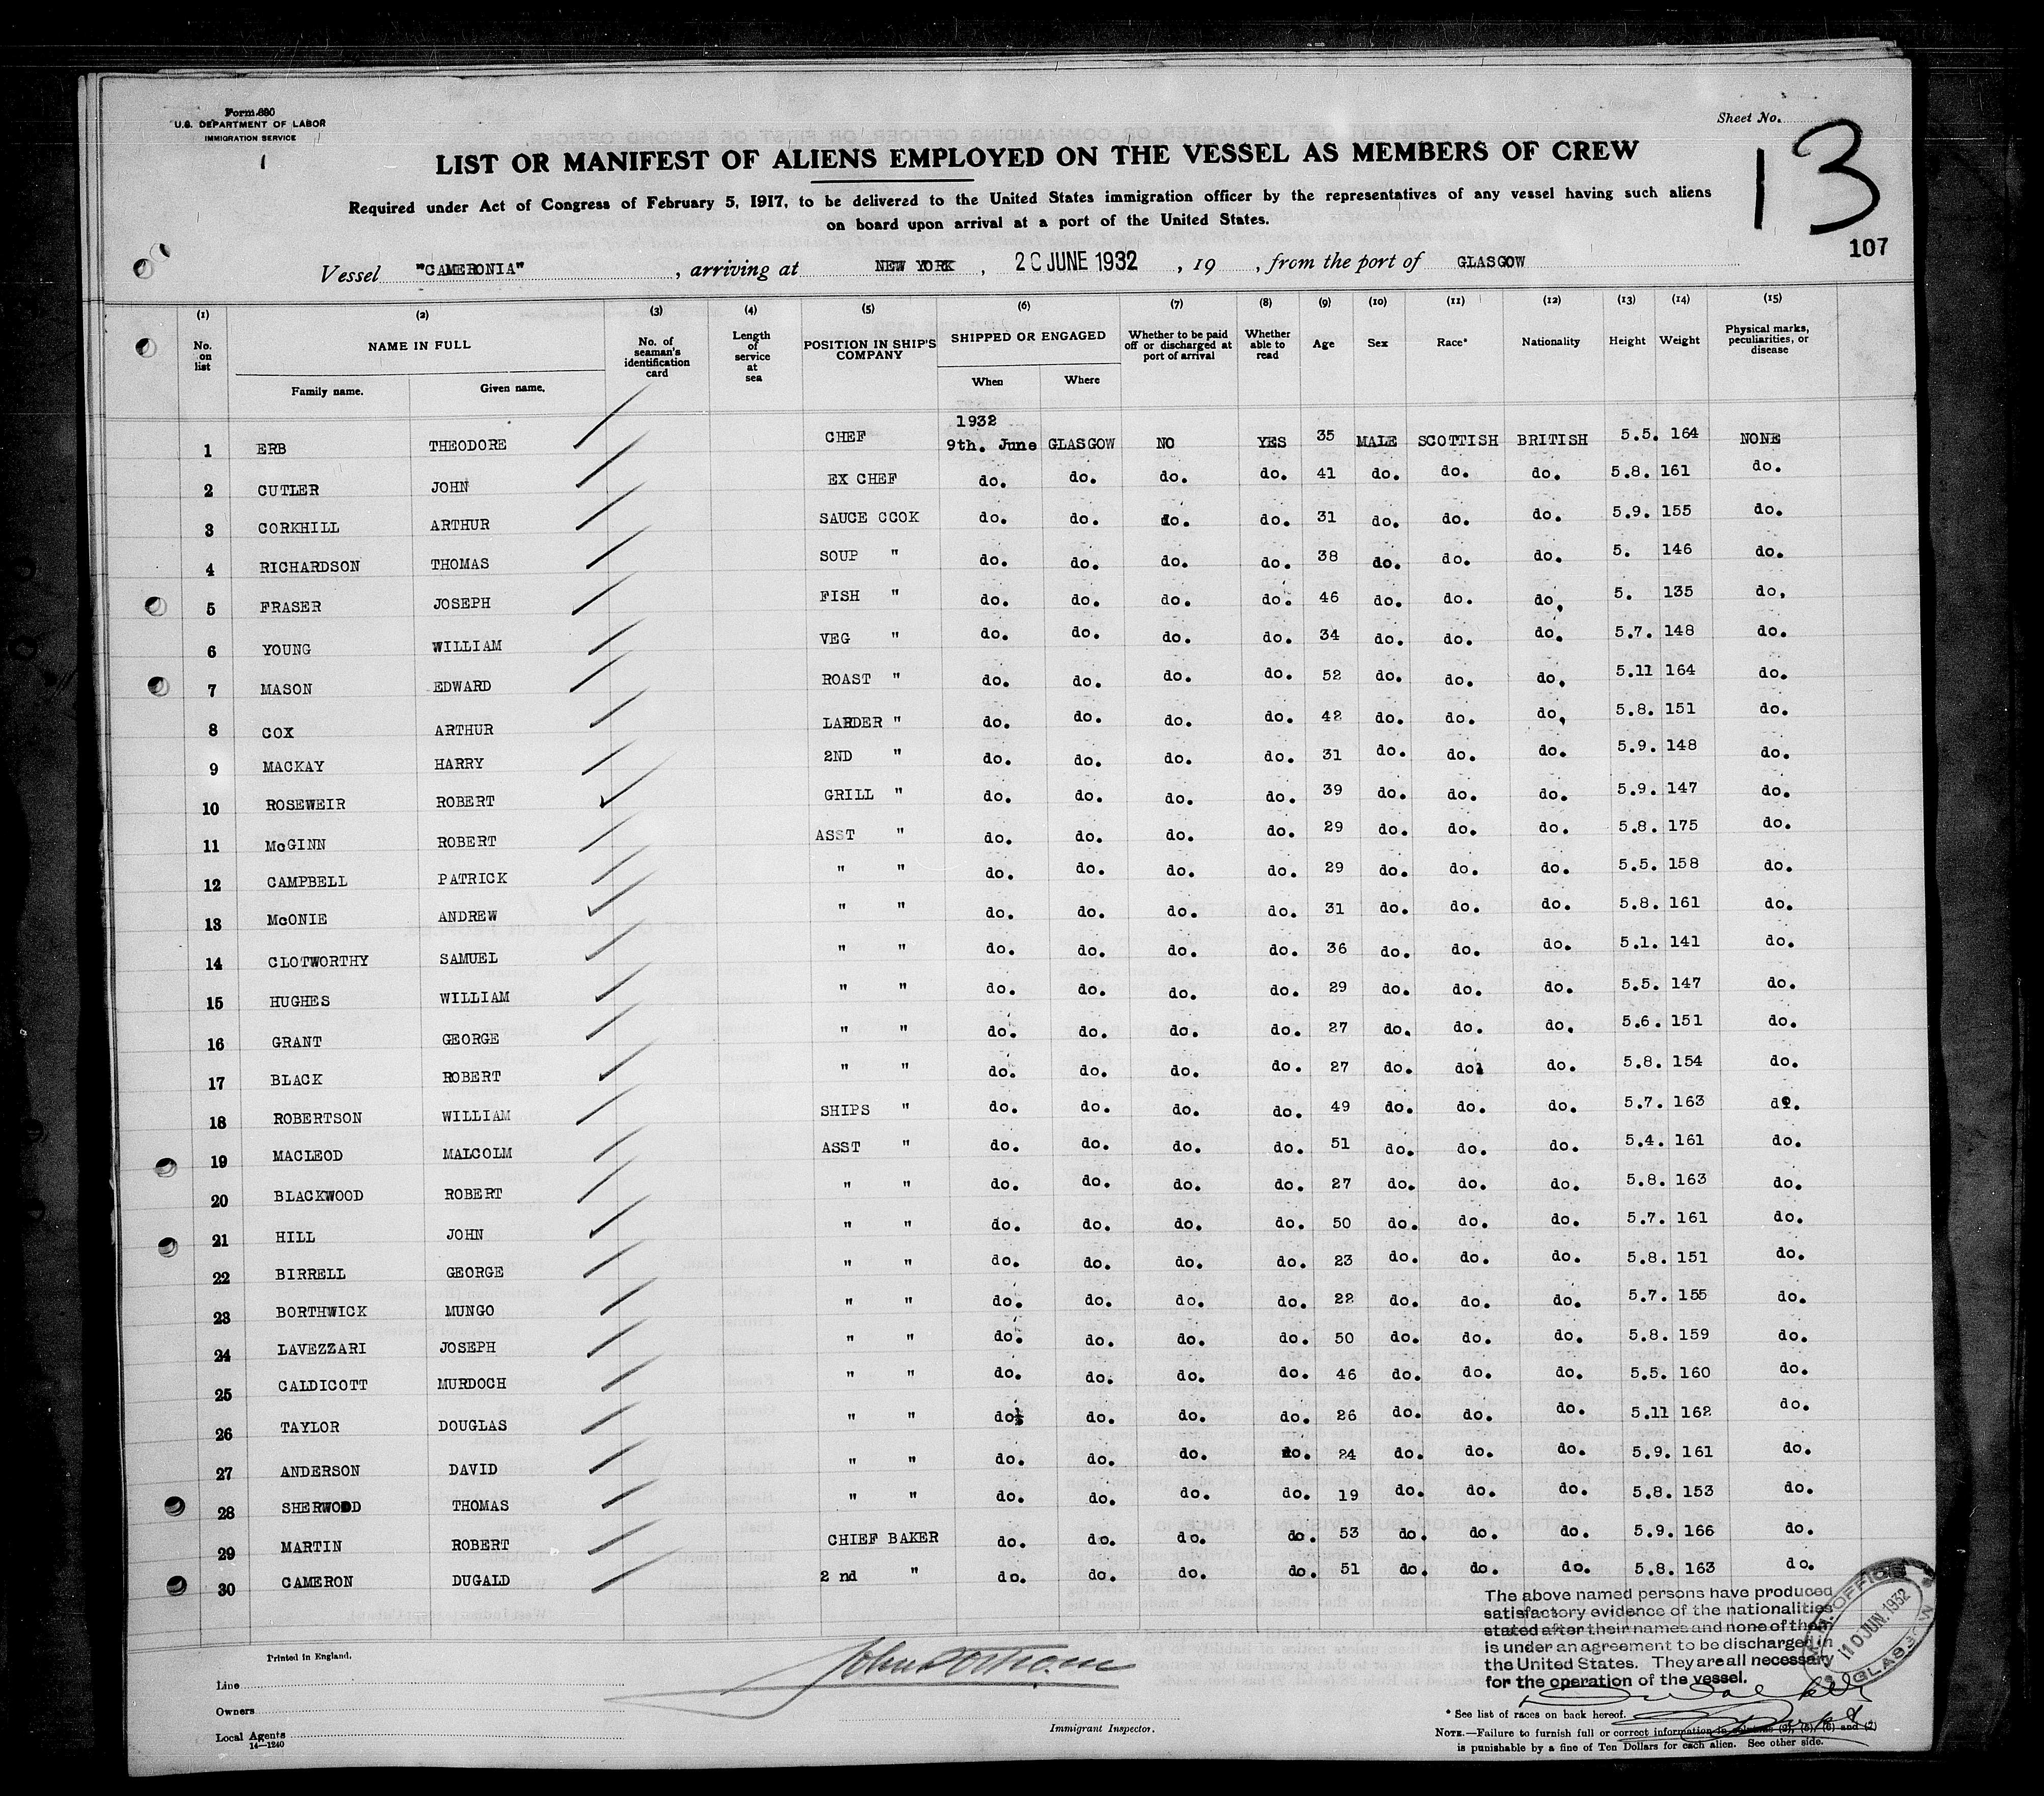 Form 680
U.S. DEPARTMENT OF LABOR
IMMIGRATION SERVICE
Sheet No.
13
107
LIST OR MANIFEST OF ALIENS EMPLOYED ON THE VESSEL AS MEMBERS OF CREW
Required under Act of Congress of February 5, 1917, to be delivered to the United States immigration officer by the representatives of any vessel having such aliens
on board upon arrival at a port of the United States.
Vessel "CAMERONIA", arriving at NEW YORK, 20 JUNE 1932, 19 , from the port of GLASGOW
(1) (2) (3) (4) (5) (6) (7) (8) (9) (10) (11) (12) (13) (14) (15)
No. on list NAME IN FULL Family name. Given name. No. of seaman's identification card Length of service at sea POSITION IN SHIP'S COMPANY SHIPPED OR ENGAGED When Where Whether to be paid off or discharged at port of arrival Whether able to read Age Sex Race* Nationality Height Weight Physical marks, peculiarities, or disease
1932
1 ERB THEODORE CHEF 9th. June GLASGOW NO YES 35 MALE SCOTTISH BRITISH 5.5. 164 NONE
2 CUTLER JOHN EX CHEF do. do. do. do. 41 do. do. do. 5.8. 161 do.
3 CORKHILL ARTHUR SAUCE CCOK do. do. do. do. 31 do. do. do. 5.9. 155 do.
4 RICHARDSON THOMAS SOUP " do. do. do. do. 38 do. do. do. 5. 146 do.
5 FRASER JOSEPH FISH " do. do. do. do. 46 do. do. do. 5. 135 do.
6 YOUNG WILLIAM VEG " do. do. do. do. 34 do. do. do. 5.7. 148 do.
7 MASON EDWARD ROAST " do. do. do. do. 52 do. do. do. 5.11 164 do.
8 COX ARTHUR LARDER " do. do. do. do. 42 do. do. do. 5.8. 151 do.
9 MACKAY HARRY 2ND " do. do. do. do. 31 do. do. do. 5.9. 148 do.
10 ROSEWEIR ROBERT GRILL " do. do. do. do. 39 do. do. do. 5.9. 147 do.
11 McGINN ROBERT ASST " do. do. do. do. 29 do. do. do. 5.8. 175 do.
12 CAMPBELL PATRICK " " do. do. do. do. 29 do. do. do. 5.5. 158 do.
13 McONIE ANDREW " " do. do. do. do. 31 do. do. do. 5.8. 161 do.
14 CLOTWORTHY SAMUEL " " do. do. do. do. 36 do. do. do. 5.1. 141 do.
15 HUGHES WILLIAM " " do. do. do. do. 29 do. do. do. 5.5. 147 do.
16 GRANT GEORGE " " do. do. do. do. 27 do. do. do. 5.6. 151 do.
17 BLACK ROBERT " " do. do. do. do. 27 do. do. do. 5.8. 154 do.
18 ROBERTSON WILLIAM SHIPS " do. do. do. do. 49 do. do. do. 5.7. 163 do.
19 MACLEOD MALCOLM ASST " do. do. do. do. 51 do. do. do. 5.4. 161 do.
20 BLACKWOOD ROBERT " " do. do. do. do. 27 do. do. do. 5.8. 163 do.
21 HILL JOHN " " do. do. do. do. 50 do. do. do. 5.7. 161 do.
22 BIRRELL GEORGE " " do. do. do. do. 23 do. do. do. 5.8. 151 do.
23 BORTHWICK MUNGO " " do. do. do. do. 22 do. do. do. 5.7. 155 do.
24 LAVEZZARI JOSEPH " " do. do. do. do. 50 do. do. do. 5.8. 159 do.
25 CALDICOTT MURDOCH " " do. do. do. do. 46 do. do. do. 5.5. 160 do.
26 TAYLOR DOUGLAS " " do. do. do. do. 26 do. do. do. 5.11 162 do.
27 ANDERSON DAVID " " do. do. do. do. 24 do. do. do. 5.9. 161 do.
28 SHERWOOD THOMAS " " do. do. do. do. 19 do. do. do. 5.8. 153 do.
29 MARTIN ROBERT CHIEF BAKER do. do. do. do. 53 do. do. do. 5.9. 166 do.
30 CAMERON DUGALD 2 nd " do. do. do. do. 51 do. do. do. 5.8. 163 do.
The above named persons have produced
satisfactory evidence of the nationalities
stated after their names and none of them
is under an agreement to be discharged in
the United States. They are all necessary
for the operation of the vessel.
OFFICE
10 JUN. 1932
GLASGOW
Printed in England.
Line
Owners
Local Agents
14—1240
Immigrant Inspector.
* See list of races on back hereof.
NOTE.—Failure to furnish full or correct information in columns (2), (5), (6) and (7)
is punishable by a fine of Ten Dollars for each alien. See other side.